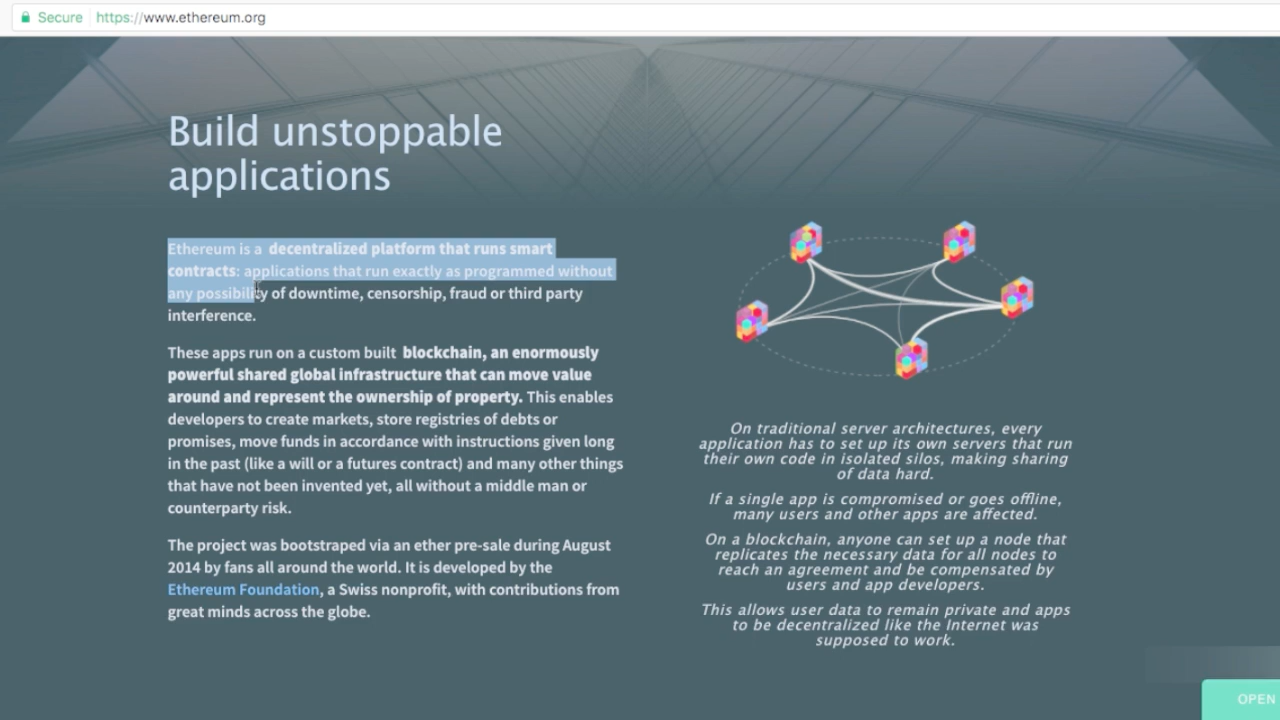 Secure https://www.ethereum.org
Build unstoppable
applications
Ethereum is a decentralized platform that runs smart
contracts: applications that run exactly as programmed without
any possibility of downtime, censorship, fraud or third party
interference.
These apps run on a custom built blockchain, an enormously
powerful shared global infrastructure that can move value
around and represent the ownership of property. This enables
developers to create markets, store registries of debts or
promises, move funds in accordance with instructions given long
in the past (like a will or a futures contract) and many other things
that have not been invented yet, all without a middle man or
counterparty risk.
The project was bootstraped via an ether pre-sale during August
2014 by fans all around the world. It is developed by the
Ethereum Foundation, a Swiss nonprofit, with contributions from
great minds across the globe.
On traditional server architectures, every
application has to set up its own servers that run
their own code in isolated silos, making sharing
of data hard.
If a single app is compromised or goes offline,
many users and other apps are affected.
On a blockchain, anyone can set up a node that
replicates the necessary data for all nodes to
reach an agreement and be compensated by
users and app developers.
This allows user data to remain private and apps
to be decentralized like the Internet was
supposed to work.
OPEN